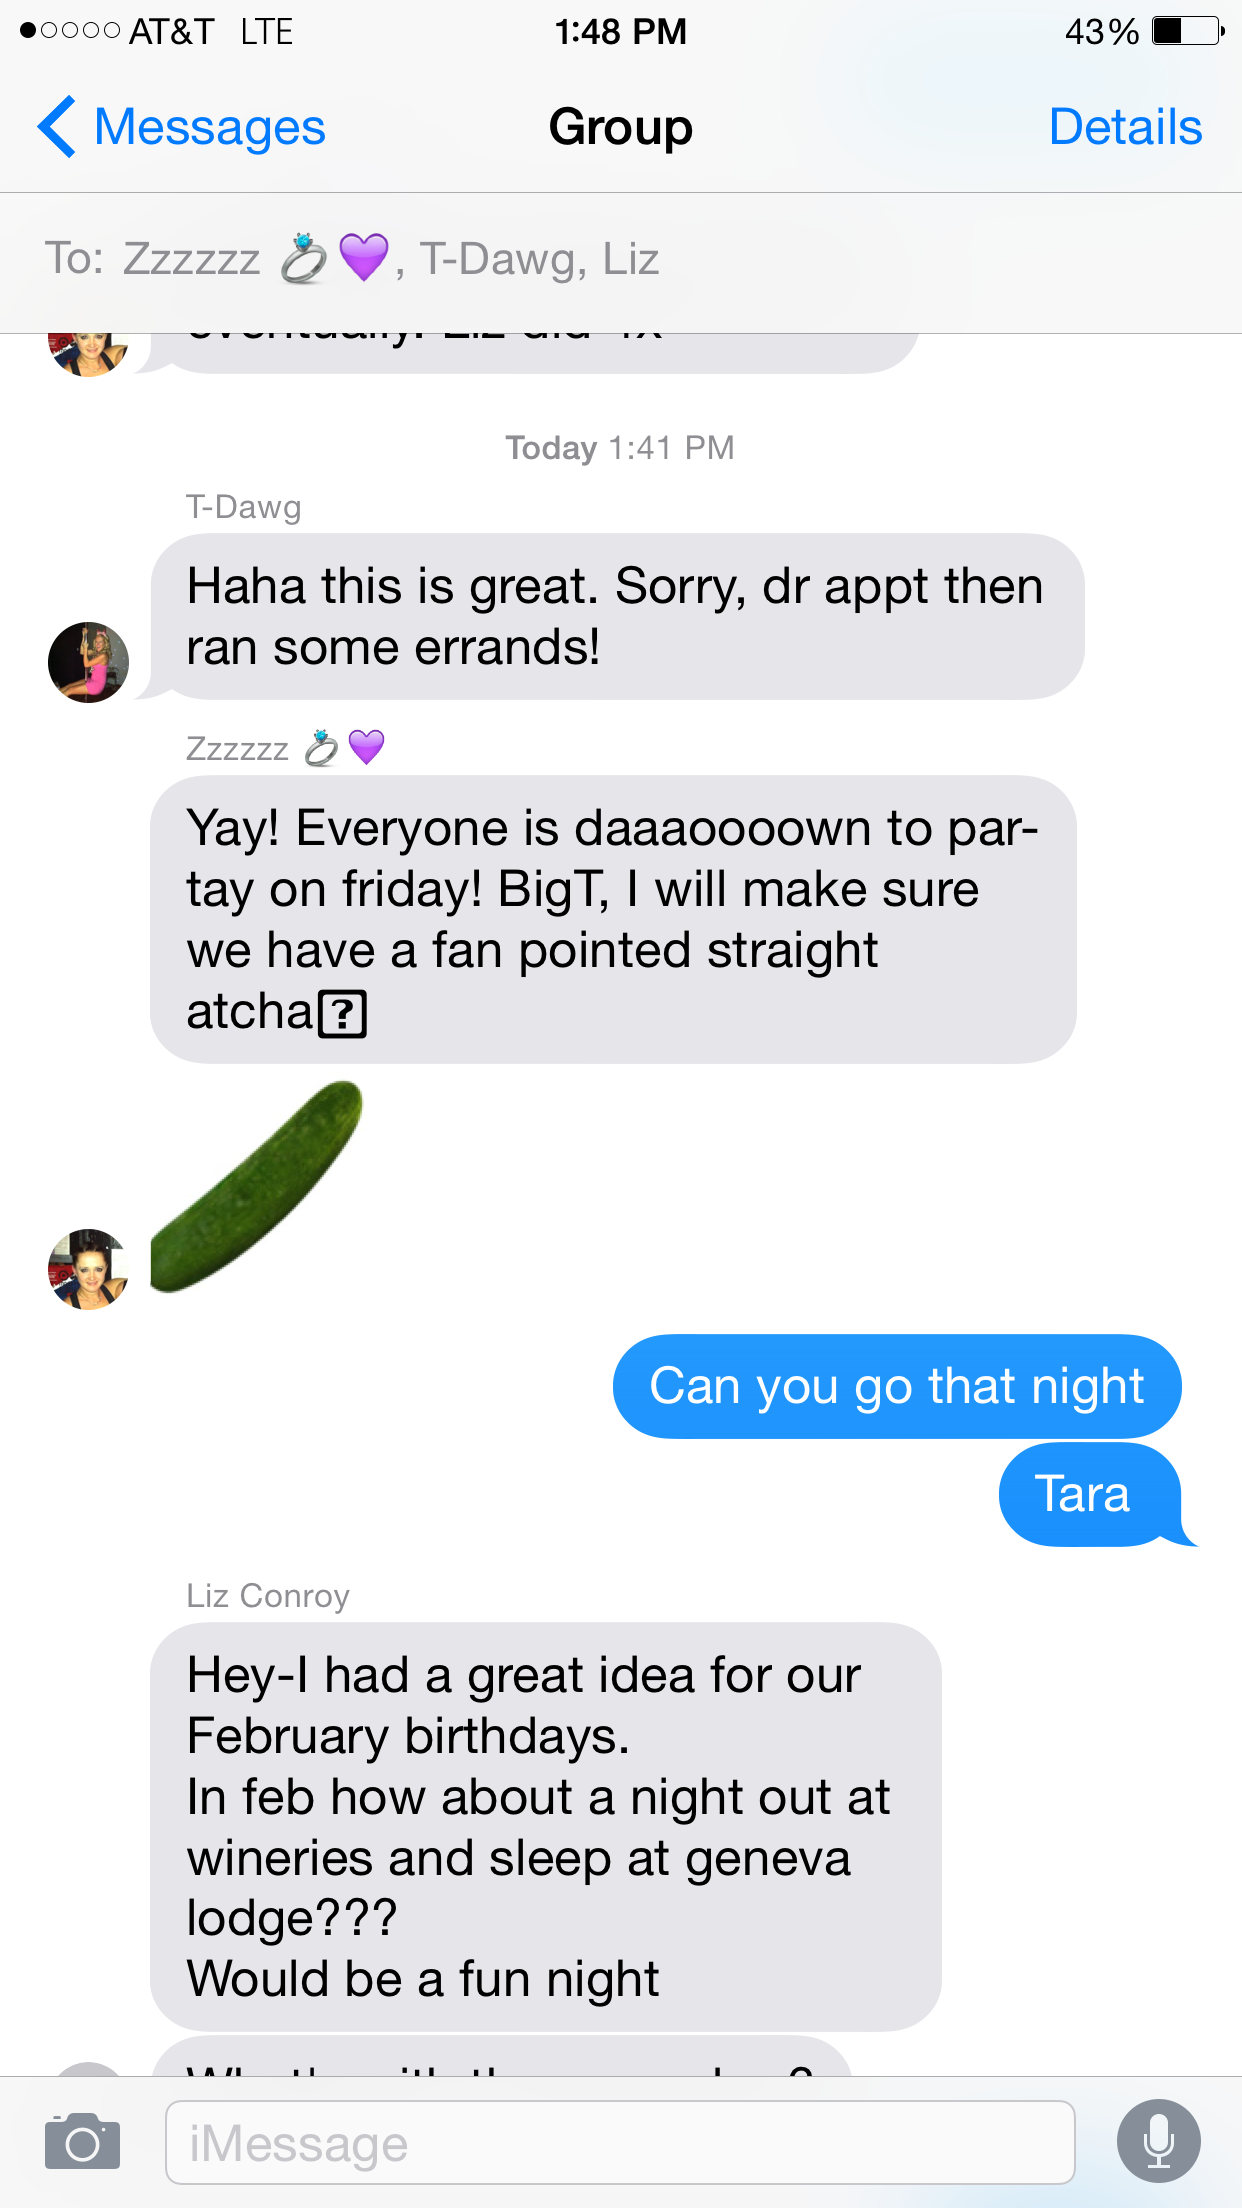 AT&T LTE 1:48 PM 43%
Messages Group Details
To: Zzzzzz 💍💜, T-Dawg, Liz
eventually. Liz did 1x
Today 1:41 PM
T-Dawg
Haha this is great. Sorry, dr appt then
ran some errands!
Zzzzzz 💍💜
Yay! Everyone is daaaoooown to par-
tay on friday! BigT, I will make sure
we have a fan pointed straight
atcha?
Can you go that night
Tara
Liz Conroy
Hey-I had a great idea for our
February birthdays.
In feb how about a night out at
wineries and sleep at geneva
lodge???
Would be a fun night
iMessage